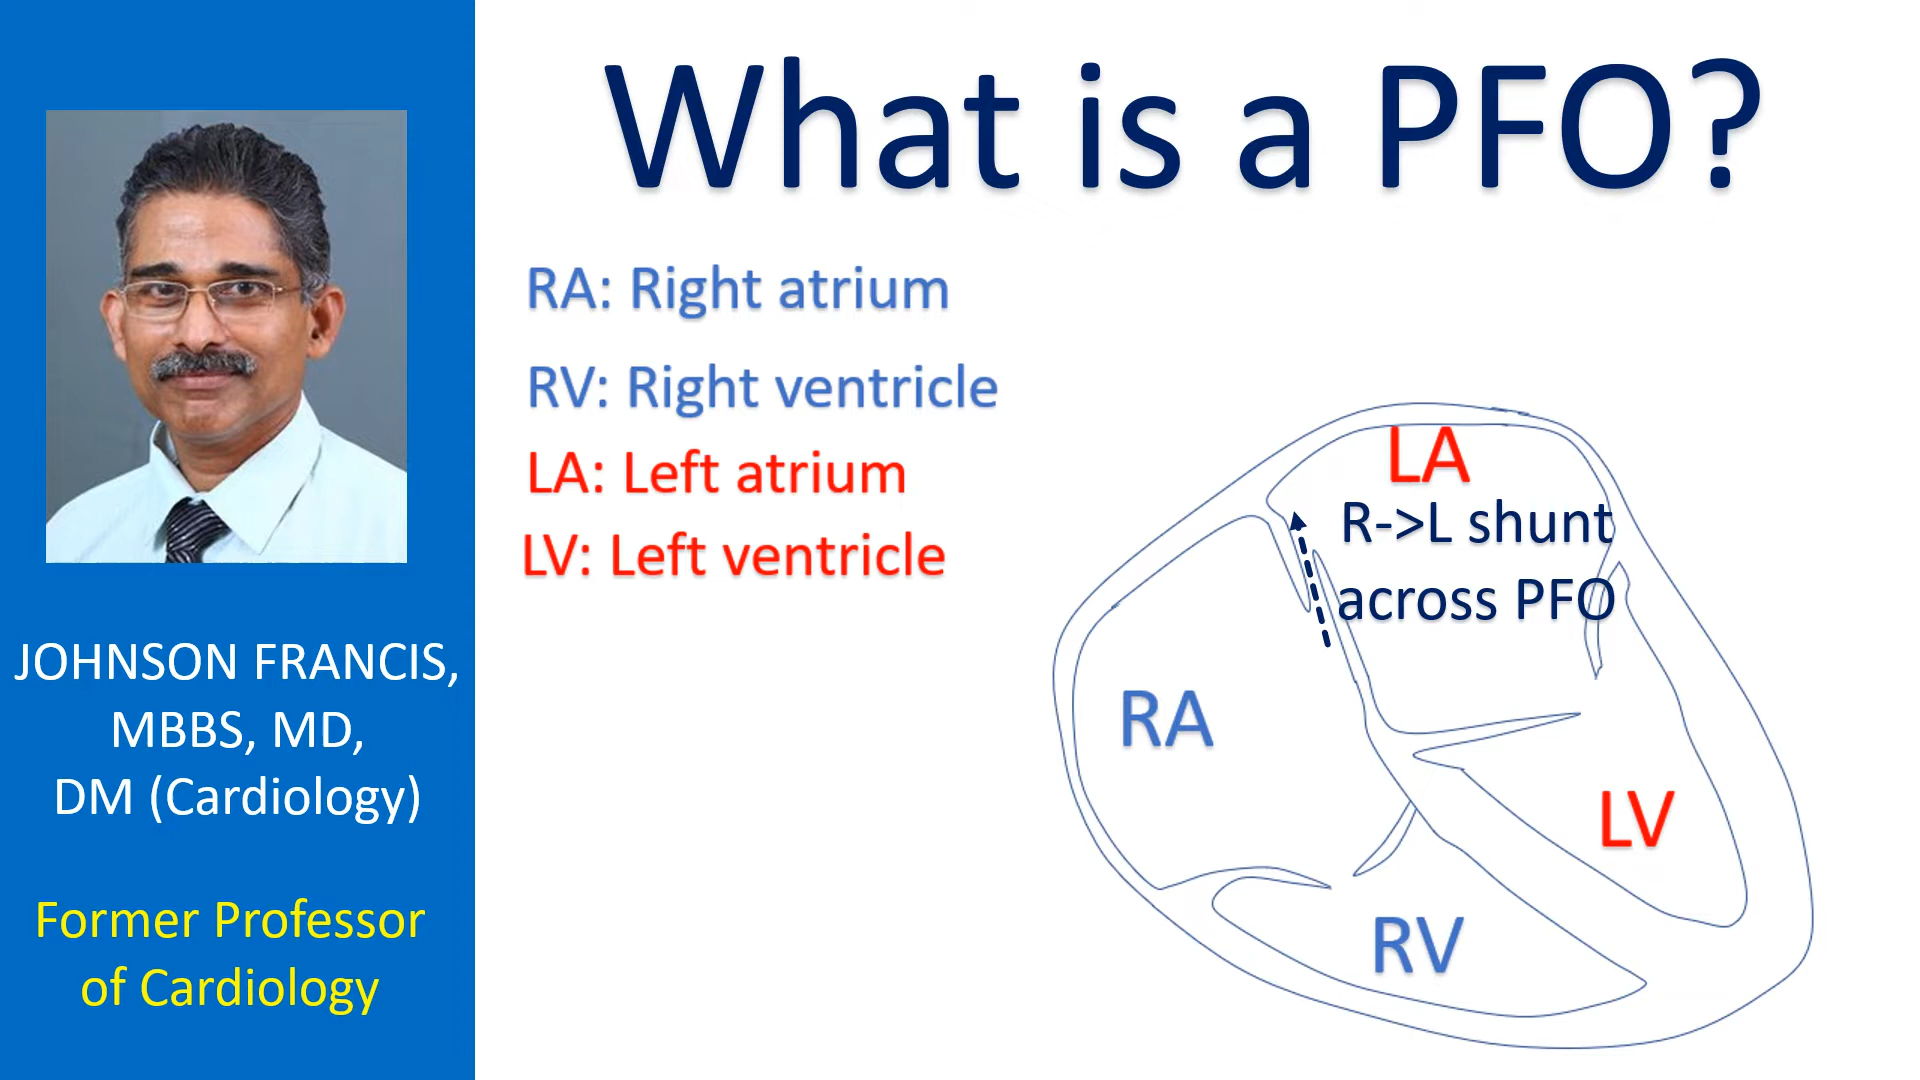 What is a PFO?
RA: Right atrium
RV: Right ventricle
LA: Left atrium
LV: Left ventricle
LA
R->L shunt
across PFO
RA
LV
RV
JOHNSON FRANCIS,
MBBS, MD,
DM (Cardiology)
Former Professor
of Cardiology